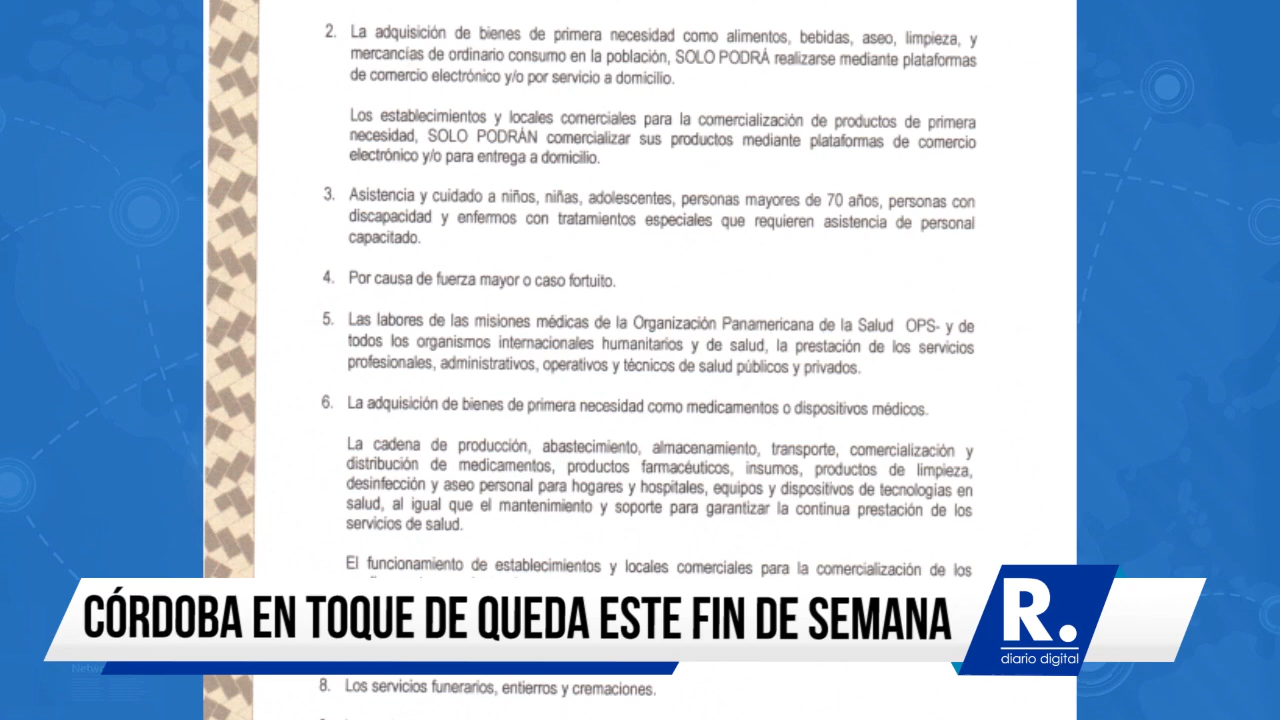 2. La adquisición de bienes de primera necesidad como alimentos, bebidas, aseo, limpieza, y
mercancías de ordinario consumo en la población, SOLO PODRÁ realizarse mediante plataformas
de comercio electrónico y/o por servicio a domicilio.
Los establecimientos y locales comerciales para la comercialización de productos de primera
necesidad, SOLO PODRÁN comercializar sus productos mediante plataformas de comercio
electrónico y/o para entrega a domicilio.
3. Asistencia y cuidado a niños, niñas, adolescentes, personas mayores de 70 años, personas con
discapacidad y enfermos con tratamientos especiales que requieren asistencia de personal
capacitado.
4. Por causa de fuerza mayor o caso fortuito.
5. Las labores de las misiones médicas de la Organización Panamericana de la Salud OPS- y de
todos los organismos internacionales humanitarios y de salud, la prestación de los servicios
profesionales, administrativos, operativos y técnicos de salud públicos y privados.
6. La adquisición de bienes de primera necesidad como medicamentos o dispositivos médicos.
La cadena de producción, abastecimiento, almacenamiento, transporte, comercialización y
distribución de medicamentos, productos farmacéuticos, insumos, productos de limpieza,
desinfección y aseo personal para hogares y hospitales, equipos y dispositivos de tecnologías en
salud, al igual que el mantenimiento y soporte para garantizar la continua prestación de los
servicios de salud.
El funcionamiento de establecimientos y locales comerciales para la comercialización de los
CÓRDOBA EN TOQUE DE QUEDA ESTE FIN DE SEMANA
R.
diario digital
8. Los servicios funerarios, entierros y cremaciones.